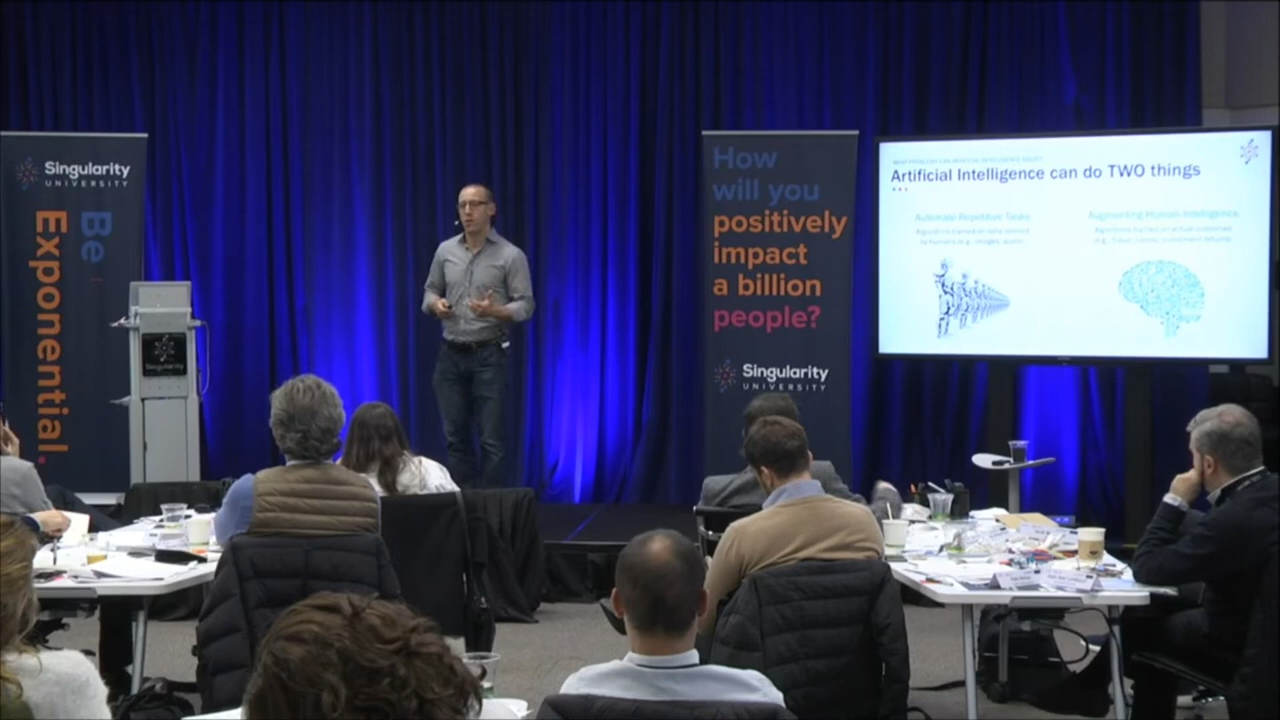 Singularity
UNIVERSITY
Be
Exponential.
Singularity
How
will you
positively
impact
a billion
people?
Singularity
UNIVERSITY
Artificial Intelligence can do TWO things
Automate Repetitive Tasks
Augmenting Human Intelligence